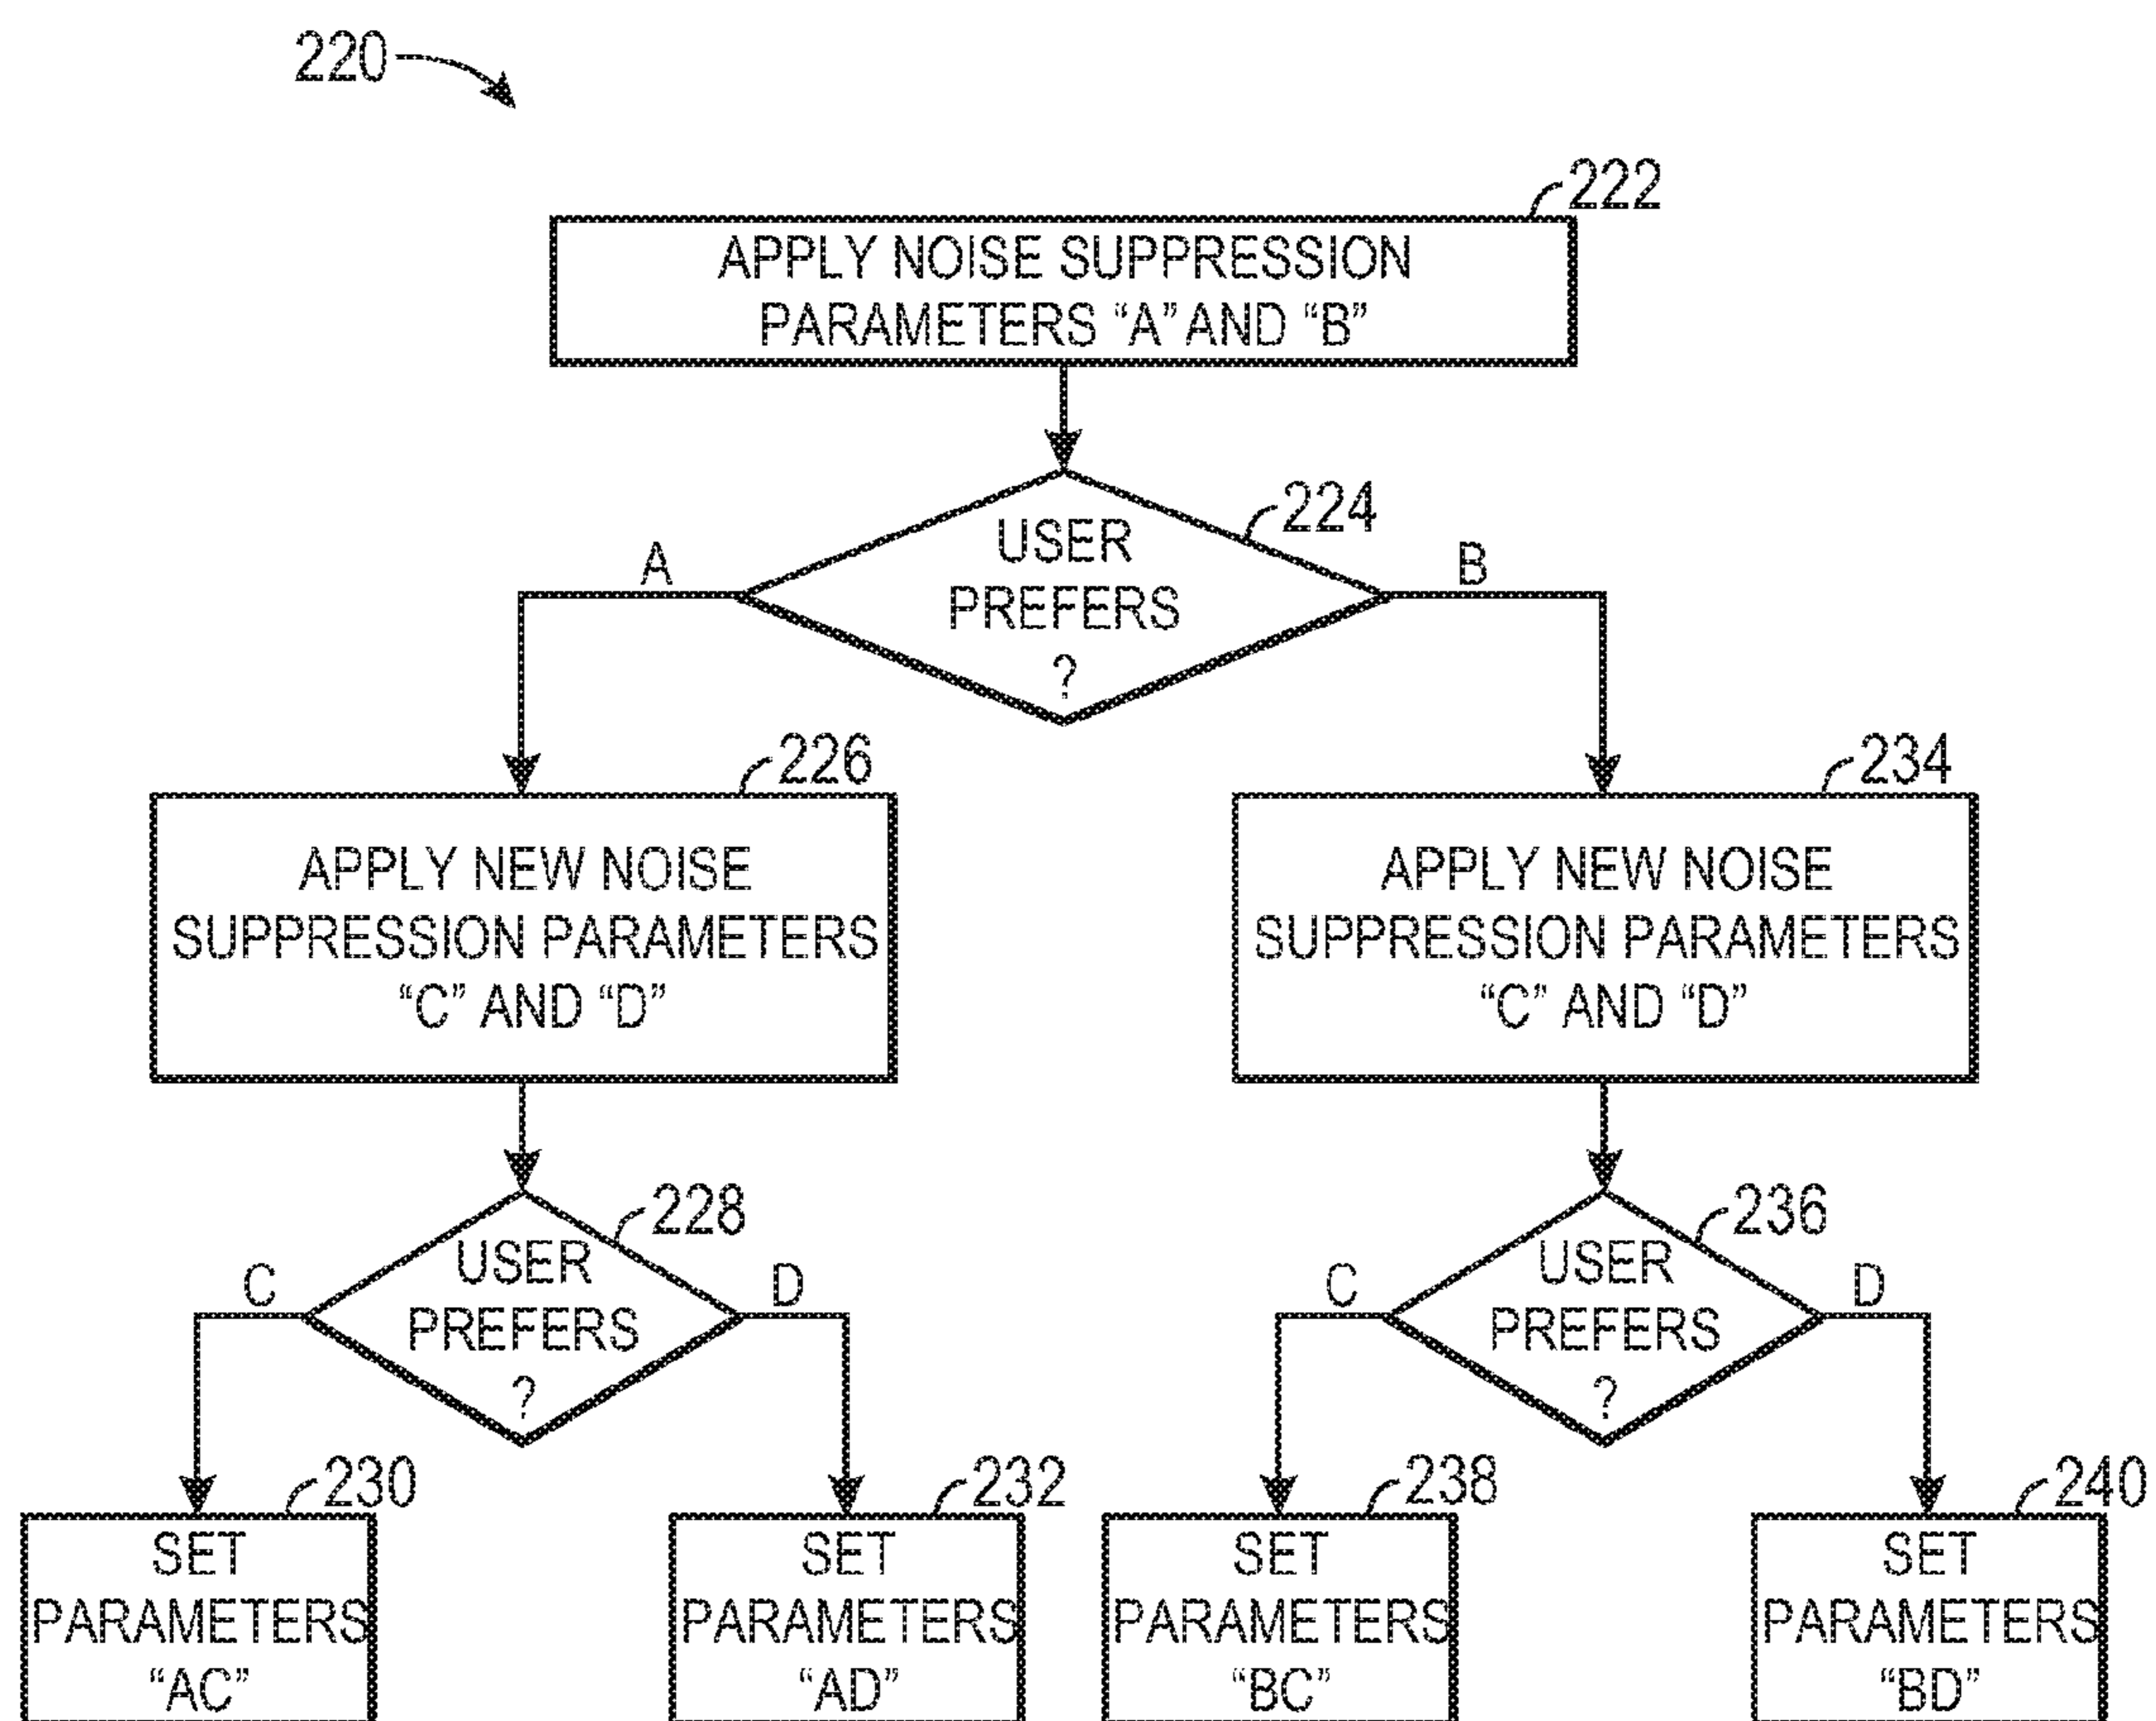 220
222
APPLY NOISE SUPPRESSION
PARAMETERS “A” AND “B”
224
USER
PREFERS
?
A
B
226
APPLY NEW NOISE
SUPPRESSION PARAMETERS
“C” AND “D”
234
APPLY NEW NOISE
SUPPRESSION PARAMETERS
“C” AND “D”
228
USER
PREFERS
?
C
D
236
USER
PREFERS
?
C
D
230
SET
PARAMETERS
“AC”
232
SET
PARAMETERS
“AD”
238
SET
PARAMETERS
“BC”
240
SET
PARAMETERS
“BD”